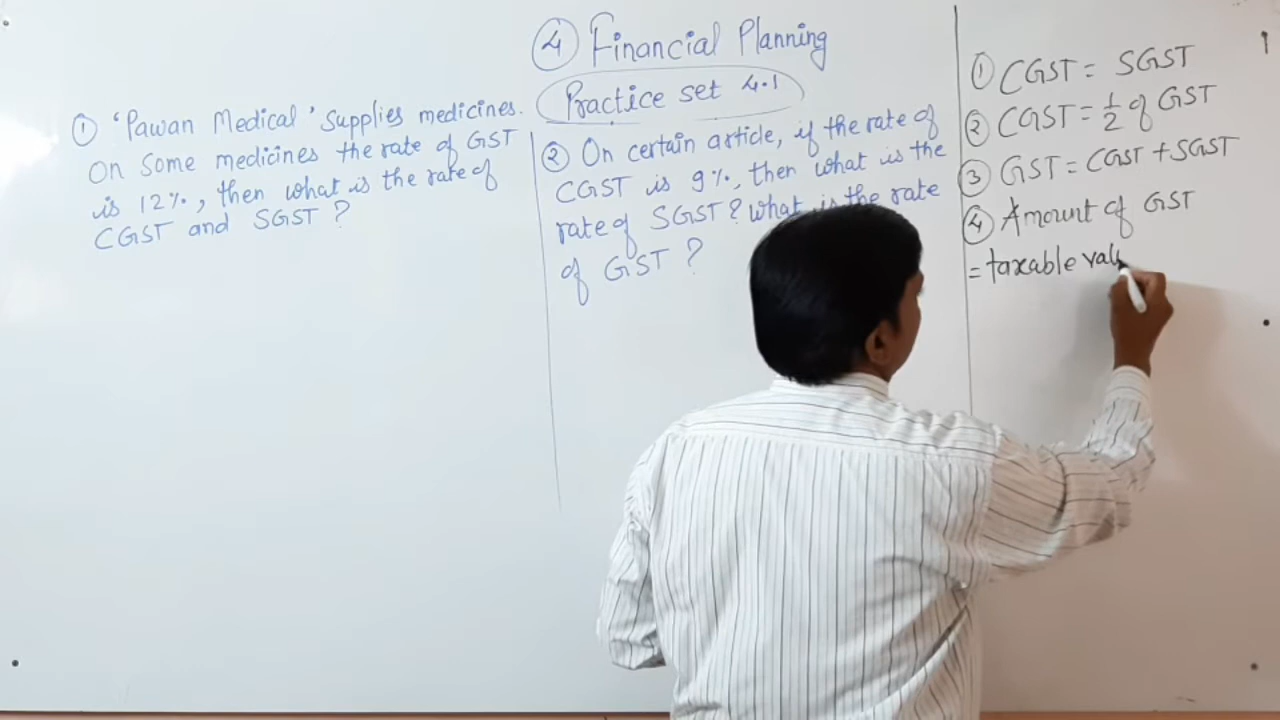 ④ Financial Planning
Practice set 4.1
① 'Pawan Medical' supplies medicines.
On some medicines the rate of GST
is 12%, then what is the rate of
CGST and SGST?
② On certain article, if the rate of
CGST is 9%, then what is the
rate of SGST? What is the rate
of GST?
① CGST = SGST
② CGST = 1/2 of GST
③ GST = CGST + SGST
④ Amount of GST
= taxable valu